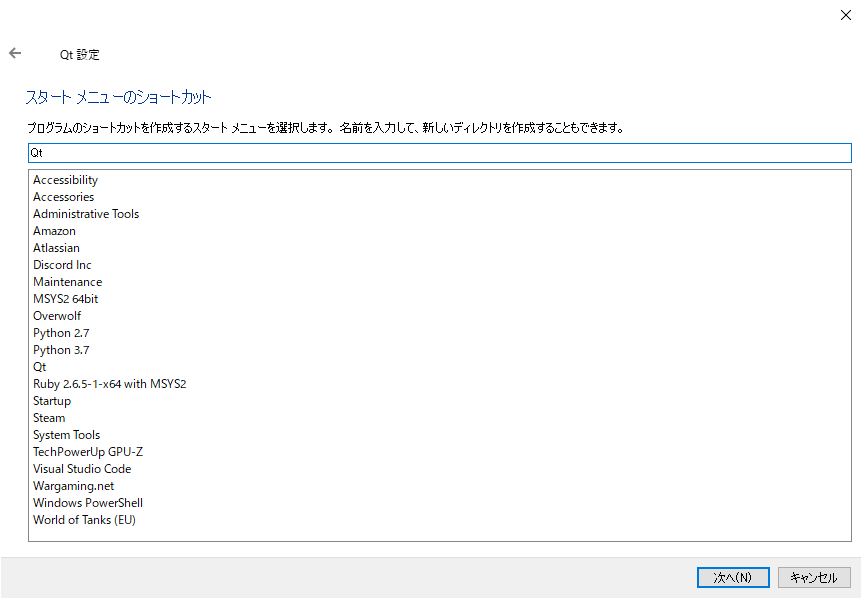 Qt 設定
スタート メニューのショートカット
プログラムのショートカットを作成するスタート メニューを選択します。 名前を入力して、新しいディレクトリを作成することもできます。
Qt
Accessibility
Accessories
Administrative Tools
Amazon
Atlassian
Discord Inc
Maintenance
MSYS2 64bit
Overwolf
Python 2.7
Python 3.7
Qt
Ruby 2.6.5-1-x64 with MSYS2
Startup
Steam
System Tools
TechPowerUp GPU-Z
Visual Studio Code
Wargaming.net
Windows PowerShell
World of Tanks (EU)
次へ(N)
キャンセル